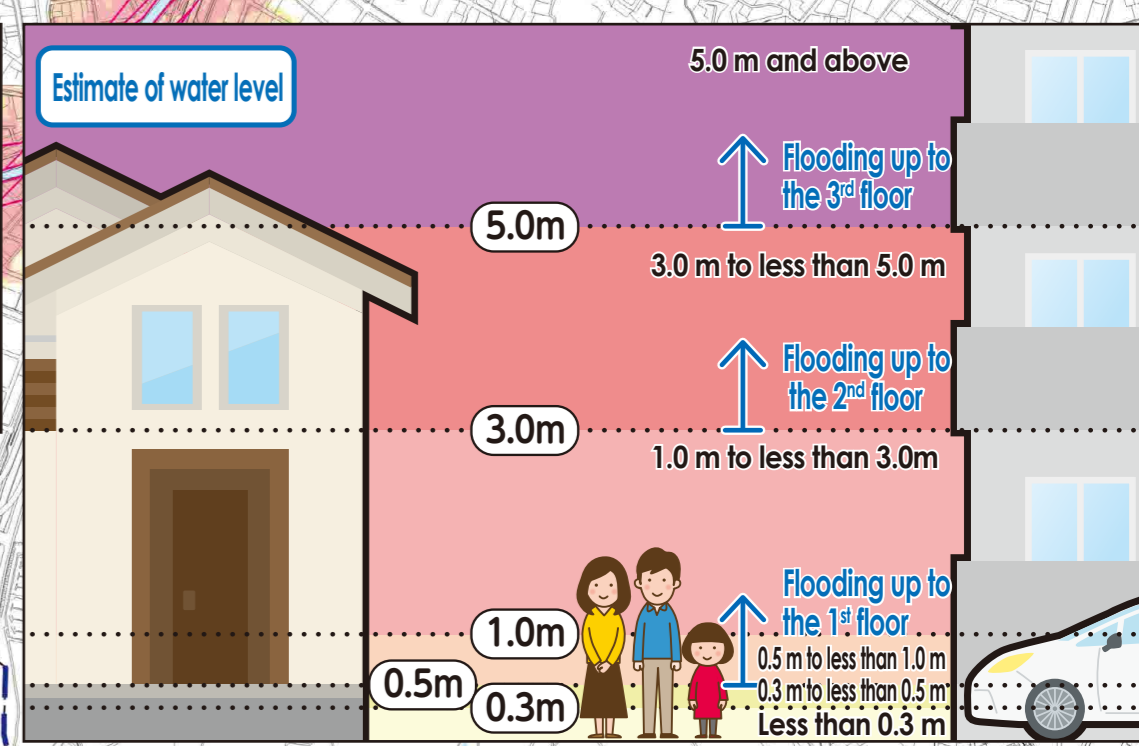 Estimate of water level
5.0 m and above
Flooding up to
the 3rd floor
5.0m
3.0 m to less than 5.0 m
Flooding up to
the 2nd floor
3.0m
1.0 m to less than 3.0m
Flooding up to
the 1st floor
1.0m
0.5 m to less than 1.0 m
0.5m
0.3 m to less than 0.5 m
0.3m
Less than 0.3 m